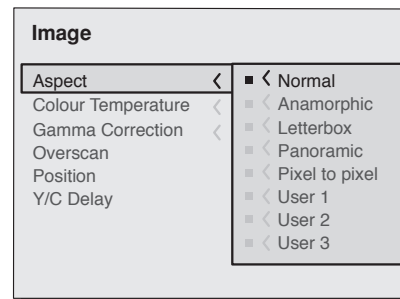 Image
Aspect
Colour Temperature
Gamma Correction
Overscan
Position
Y/C Delay
Normal
Anamorphic
Letterbox
Panoramic
Pixel to pixel
User 1
User 2
User 3